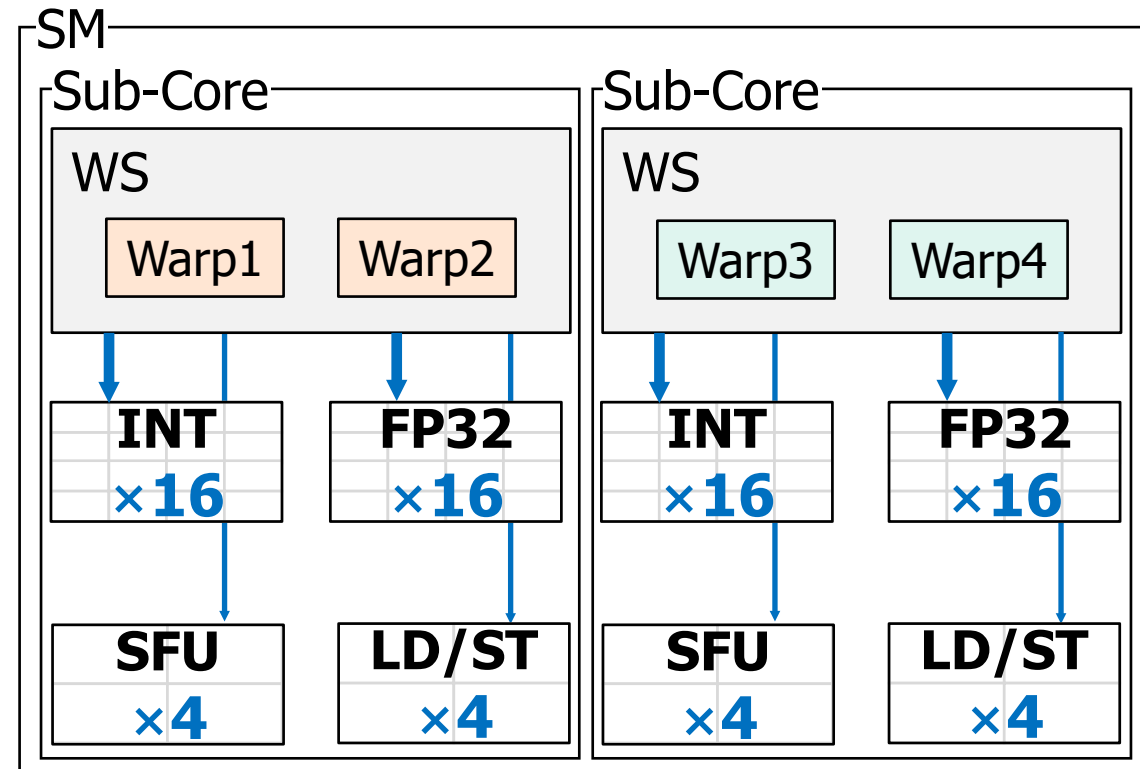 SM
Sub-Core
WS
Warp1
Warp2
INT
×16
FP32
×16
SFU
×4
LD/ST
×4
Sub-Core
WS
Warp3
Warp4
INT
×16
FP32
×16
SFU
×4
LD/ST
×4